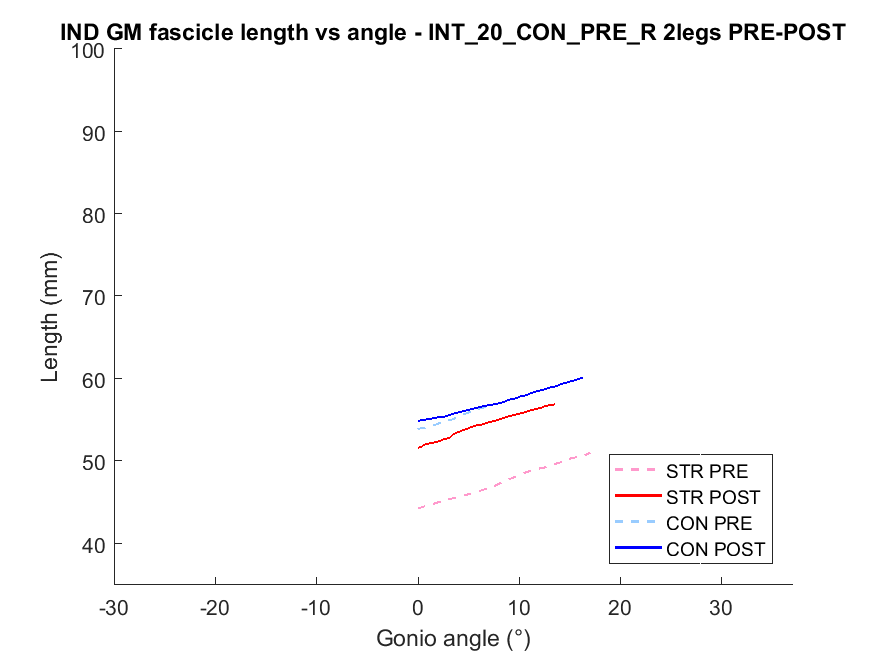 IND GM fascicle length vs angle - INT_20_CON_PRE_R 2legs PRE-POST
100
90
80
70
60
50
40
Length (mm)
-30
-20
-10
0
10
20
30
Gonio angle (°)
STR PRE
STR POST
CON PRE
CON POST